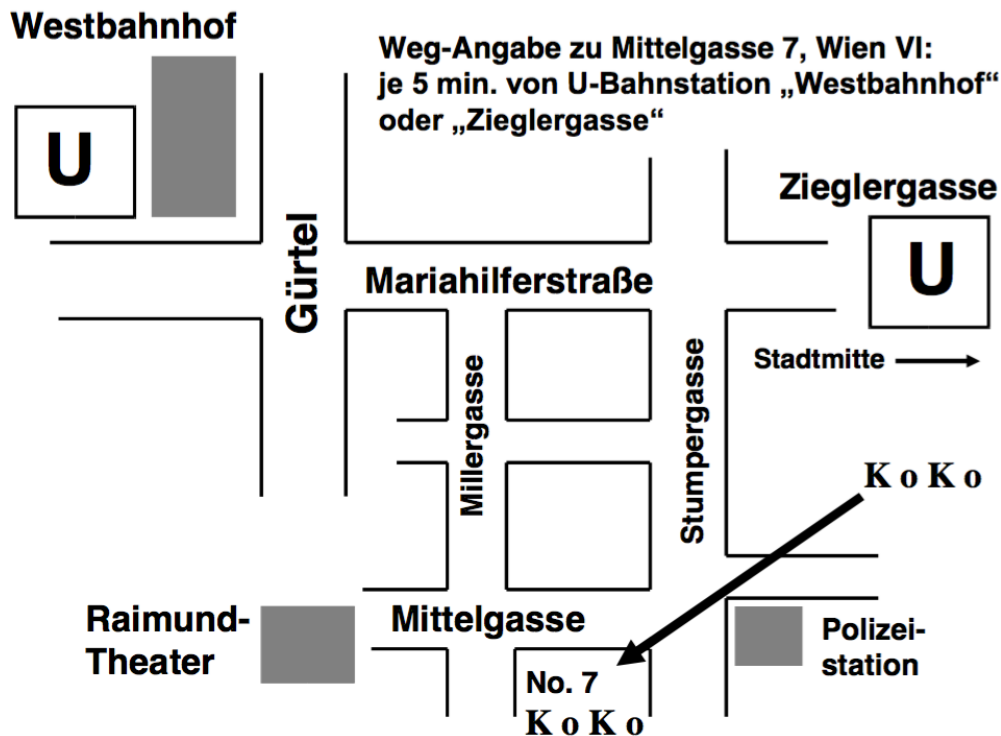 Westbahnhof
Weg-Angabe zu Mittelgasse 7, Wien VI:
je 5 min. von U-Bahnstation „Westbahnhof“
oder „Zieglergasse“
U
Zieglergasse
U
Gürtel
Mariahilferstraße
Stadtmitte
Millergasse
Stumpergasse
K o K o
Raimund-
Theater
Mittelgasse
Polizei-
station
No. 7
K o K o